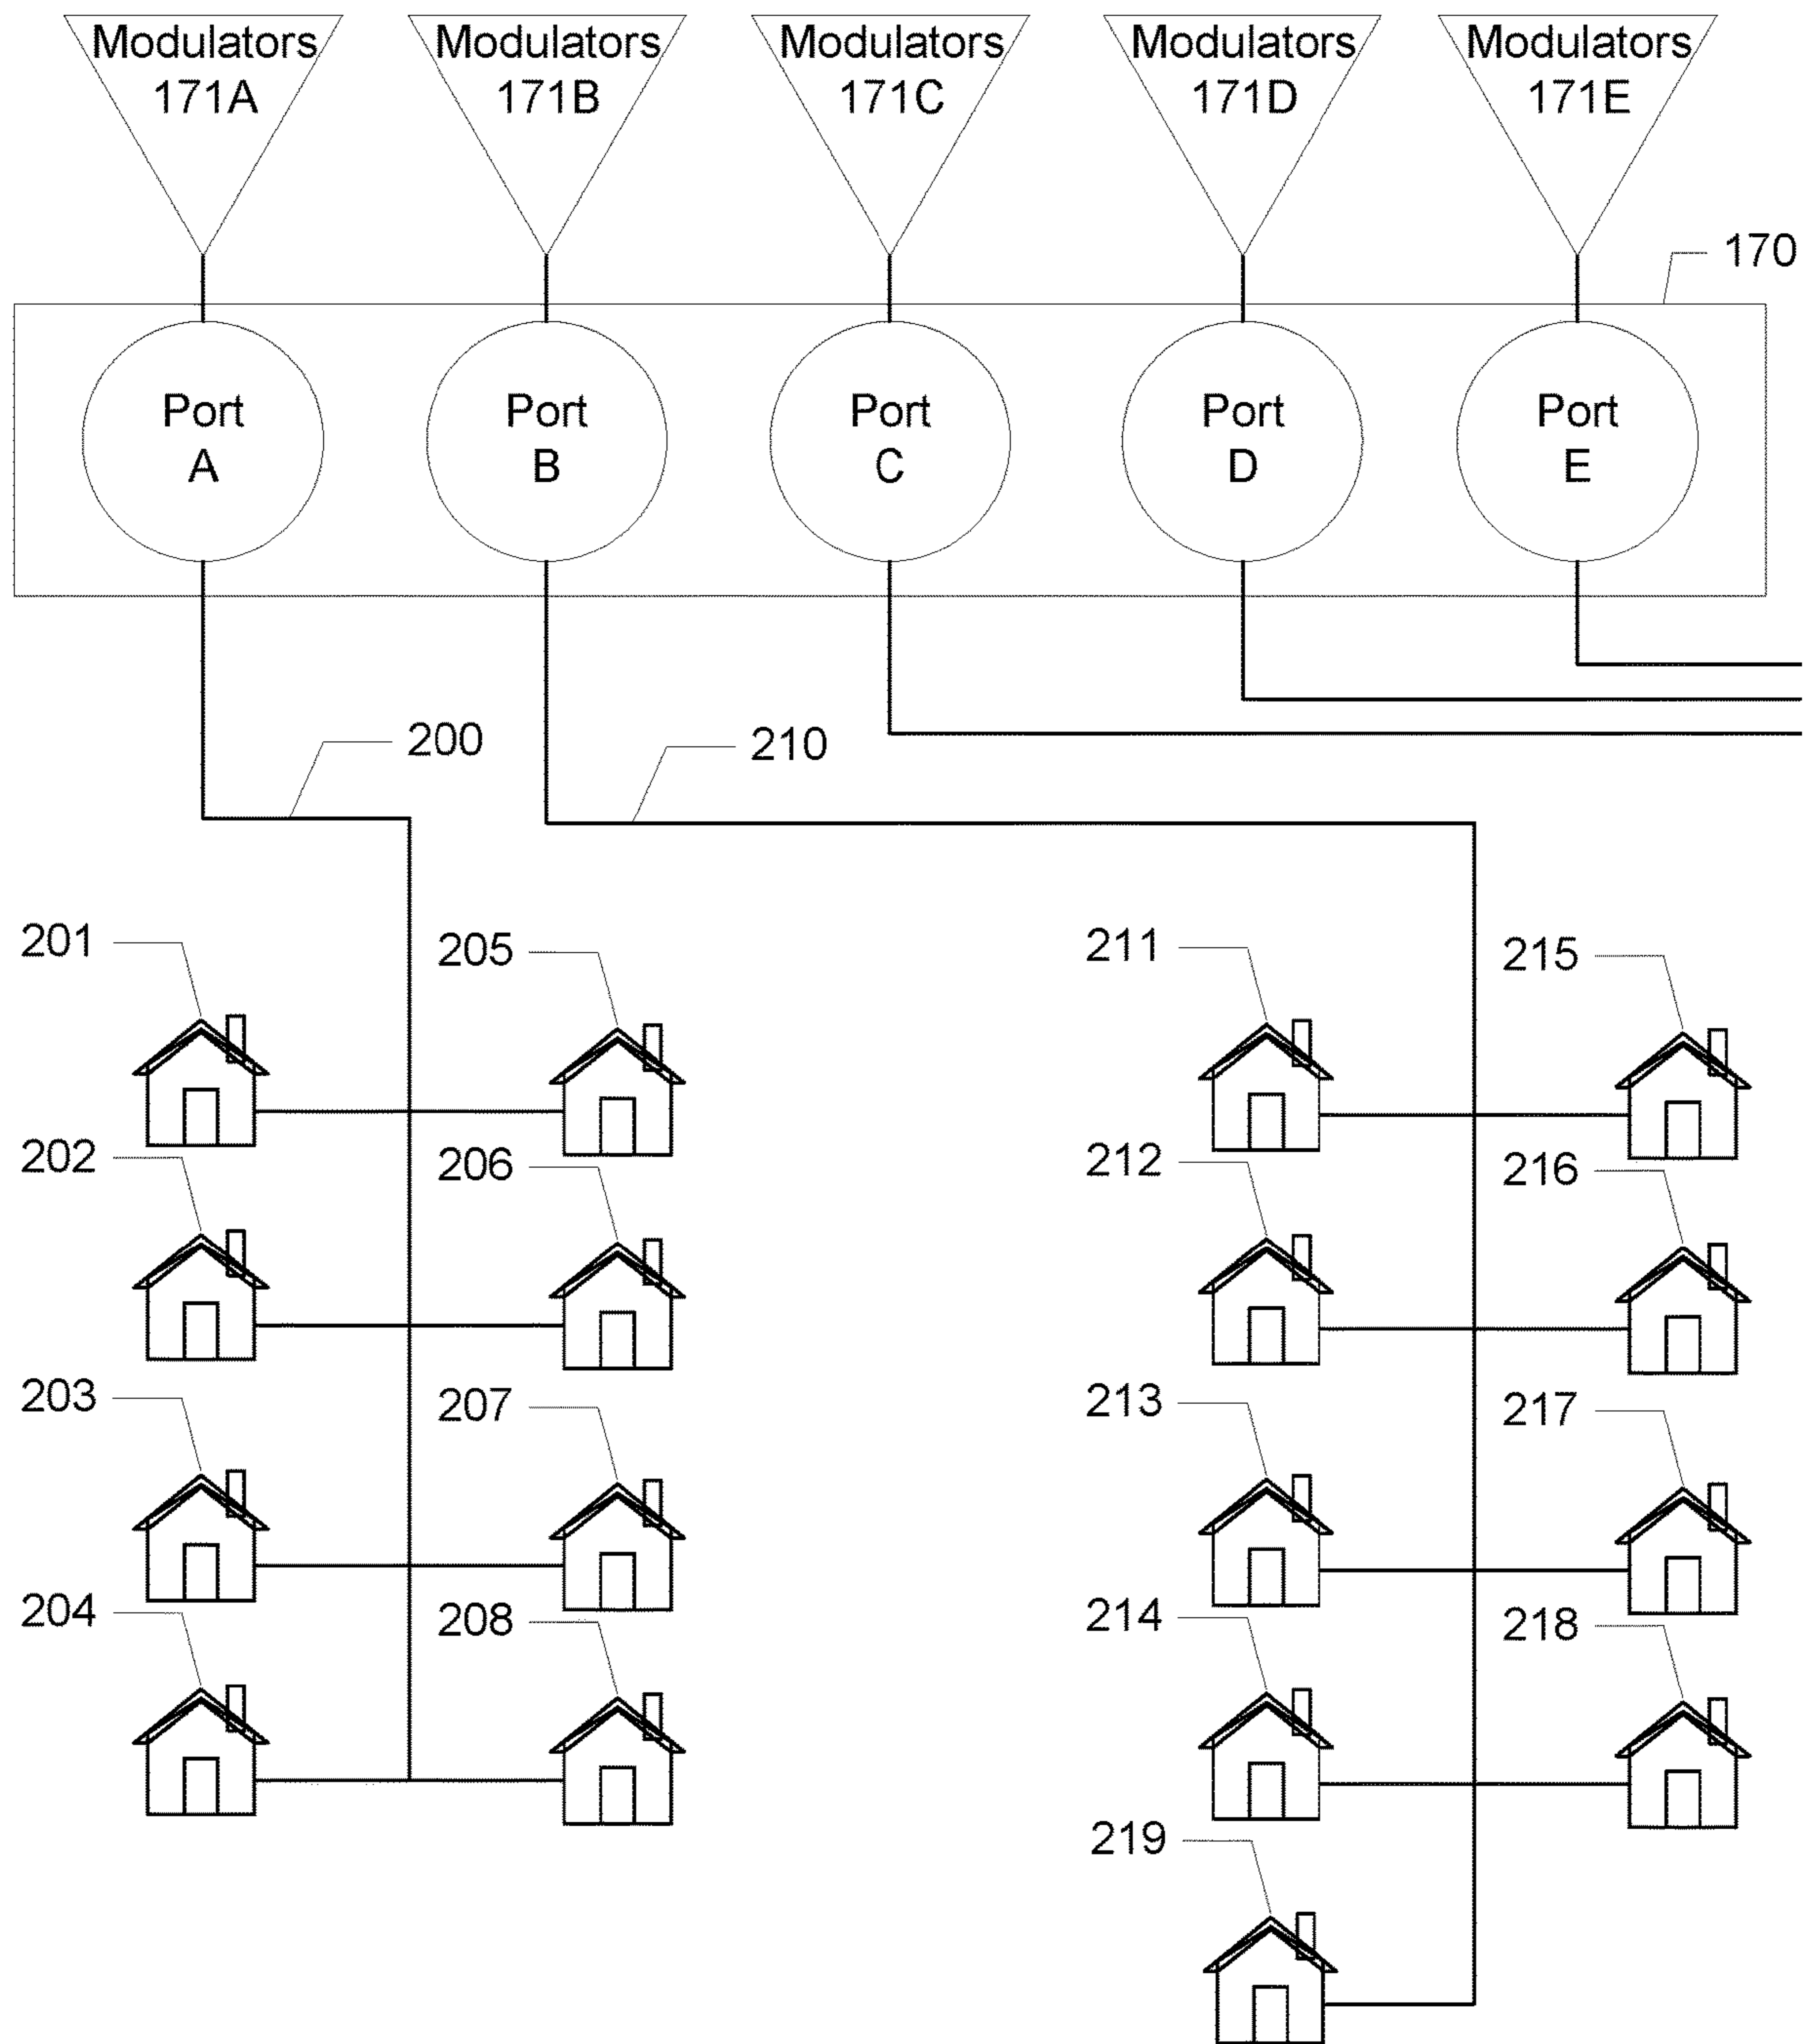 Modulators
171A
Modulators
171B
Modulators
171C
Modulators
171D
Modulators
171E
170
Port
A
Port
B
Port
C
Port
D
Port
E
200
210
201
205
211
215
202
206
212
216
203
207
213
217
204
208
214
218
219